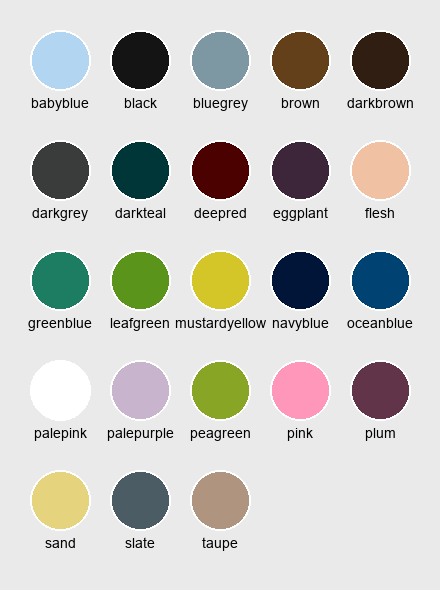 babyblue black bluegrey brown darkbrown
darkgrey darkteal deepred eggplant flesh
greenblue leafgreen mustardyellow navyblue oceanblue
palepink palepurple peagreen pink plum
sand slate taupe